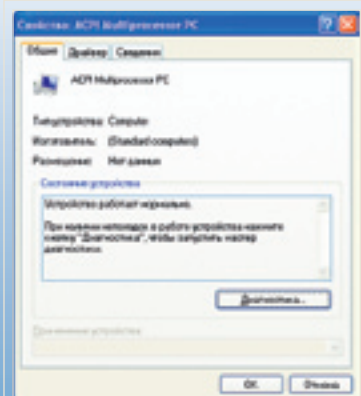 Свойства: ACPI Multiprocessor PC
Общие Драйвер Сведения
ACPI Multiprocessor PC
Тип устройства: Computer
Изготовитель: (Standard computers)
Размещение: Нет данных
Состояние устройства
Устройство работает нормально.
При наличии неполадок в работе устройства нажмите
кнопку "Диагностика", чтобы запустить мастер
диагностики.
Диагностика...
Применение устройства:
OK Отмена